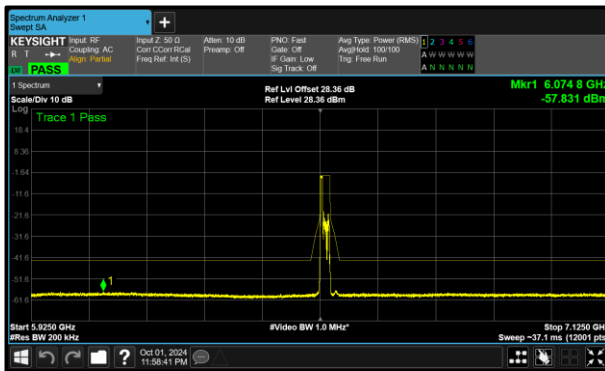 Spectrum Analyzer 1
Swept SA
+
KEYSIGHT Input: RF Input Z: 50 Ω Atten: 10 dB PNO: Fast Avg Type: Power (RMS) 1 2 3 4 5 6
R T Coupling: AC Corr CCorr RCal Preamp: Off Gate: Off Avg|Hold: 100/100 A W W W W W
Align: Partial Freq Ref: Int (S) IF Gain: Low Trig: Free Run
PASS Sig Track: Off A N N N N N
1 Spectrum Ref Lvl Offset 28.36 dB Mkr1 6.074 8 GHz
Scale/Div 10 dB Ref Level 28.36 dBm -57.831 dBm
Log
Trace 1 Pass
18.4
8.36
-1.64
-11.6
-21.6
-31.6
-41.6
-51.6
-61.6
1
Start 5.9250 GHz #Video BW 1.0 MHz* Stop 7.1250 GHz
#Res BW 200 kHz Sweep ~37.1 ms (12001 pts)
? Oct 01, 2024
11:58:41 PM